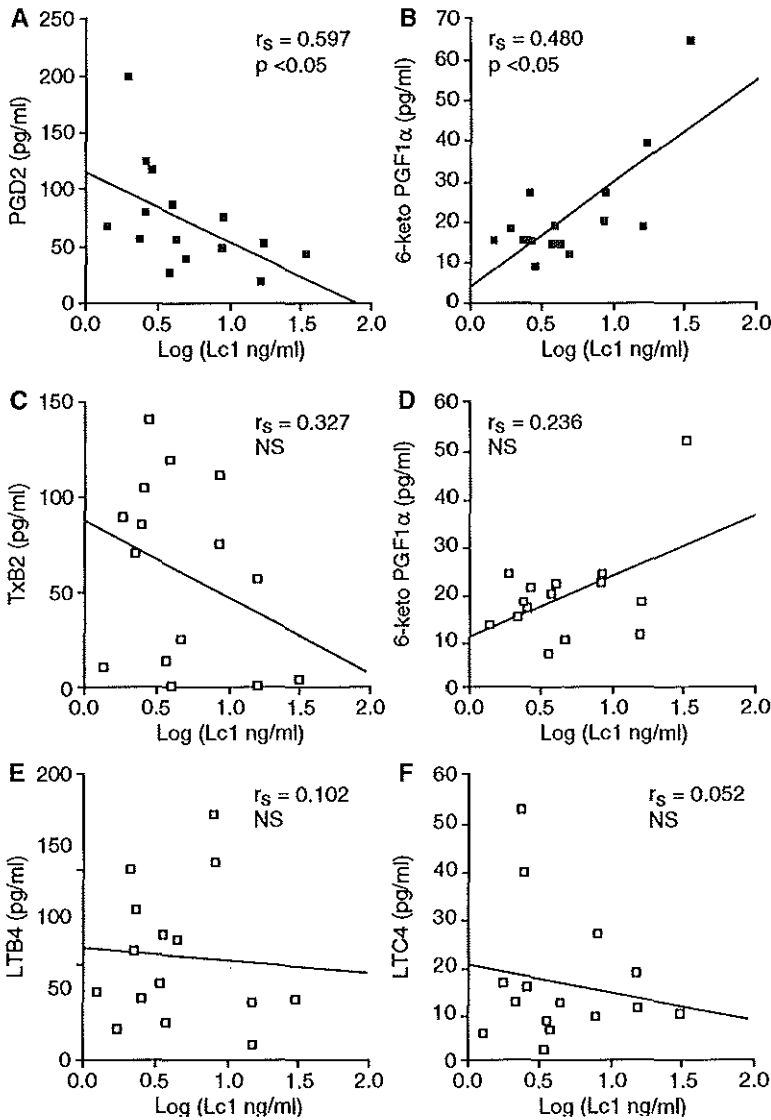 A
r_s = 0.597
p <0.05
PGD2 (pg/ml)
250
200
150
100
50
0
0.0 0.5 1.0 1.5 2.0
Log (Lc1 ng/ml)
B
r_s = 0.480
p <0.05
6-keto PGF1α (pg/ml)
70
60
50
40
30
20
10
0
0.0 0.5 1.0 1.5 2.0
Log (Lc1 ng/ml)
C
r_s = 0.327
NS
TxB2 (pg/ml)
150
100
50
0
0.0 0.5 1.0 1.5 2.0
Log (Lc1 ng/ml)
D
r_s = 0.236
NS
6-keto PGF1α (pg/ml)
60
50
40
30
20
10
0
0.0 0.5 1.0 1.5 2.0
Log (Lc1 ng/ml)
E
r_s = 0.102
NS
LTB4 (pg/ml)
200
150
100
50
0
0.0 0.5 1.0 1.5 2.0
Log (Lc1 ng/ml)
F
r_s = 0.052
NS
LTC4 (pg/ml)
60
50
40
30
20
10
0
0.0 0.5 1.0 1.5 2.0
Log (Lc1 ng/ml)